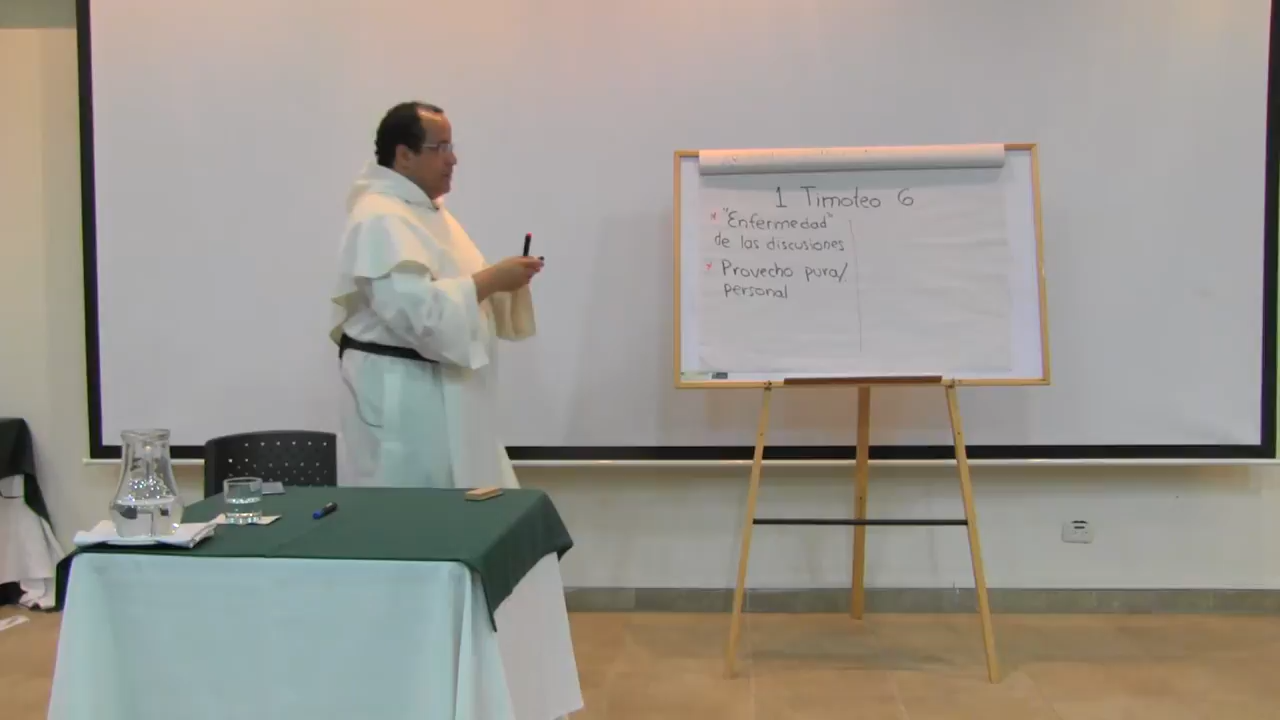 1 Timoteo 6
* "Enfermedad"
de las discusiones
* Provecho pura/
personal